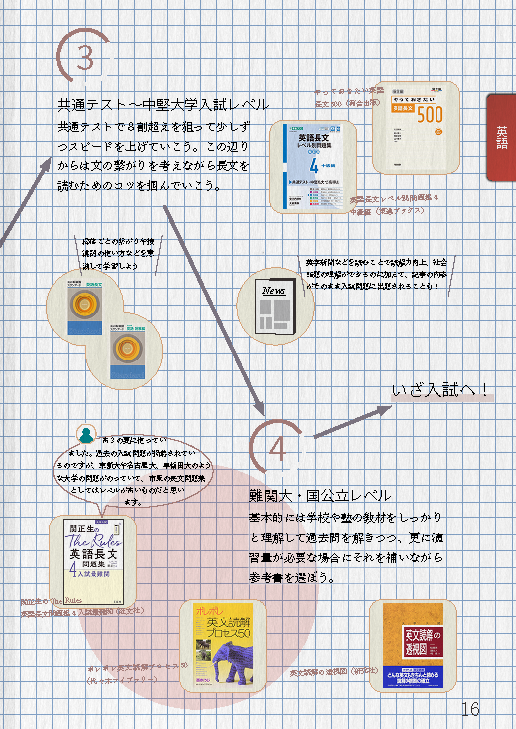 3
共通テスト～中堅大学入試レベル
共通テストで８割超えを狙って少しず
つスピードを上げていこう。この辺り
からは文の繋がりを考えながら長文を
読むためのコツを掴んでいこう。
やっておきたい英語
長文500（河合出版）
やっておきたい
英語長文
500
英語長文
レベル別問題集
4
中級編
英語長文レベル別問題集4
中級編（東進ブックス）
英語
段落ごとの繋がりや接
続詞の使い方などを意
識して学習しよう
英字新聞などを読むことで読解力向上、社会
問題の理解ができるのに加えて、記事の内容
がそのまま入試問題に出題されることも！
News
いざ入試へ！
4
難関大・国公立レベル
基本的には学校や塾の教材をしっかり
と理解して過去問を解きつつ、更に演
習量が必要な場合にそれを補いながら
参考書を選ぼう。
高３の夏に使ってい
ました。過去の入試問題が収録されてい
るのですが、京都大や名古屋大、早稲田大のよう
な大学の問題がのっていて、市販の長文問題集
としてはレベルが高いものだと思い
ます。
関正生の
The Rules
英語長文
問題集
4 入試最難関
関正生の The Rules
英語長文問題集４入試最難関（旺文社）
ポレポレ
英文読解
プロセス50
ポレポレ英文読解プロセス50
（代々木ライブラリー）
英文読解の
透視図
どんな英文もきちんと読める
英文読解の透視図（研究社）
16